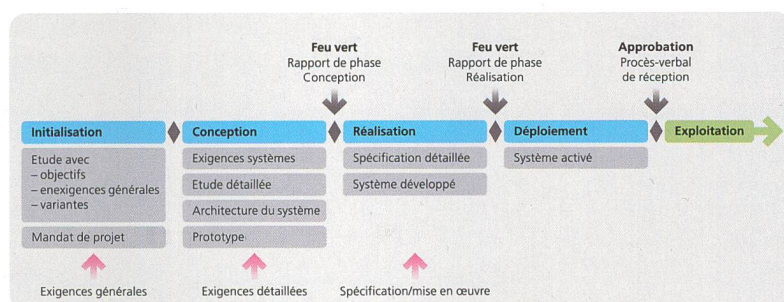 Feu vert
Rapport de phase
Conception
Feu vert
Rapport de phase
Réalisation
Approbation
Procès-verbal
de réception
Initialisation
Conception
Réalisation
Déploiement
Exploitation
Etude avec
– objectifs
– enexigences générales
– variantes
Mandat de projet
Exigences systèmes
Etude détaillée
Architecture du système
Prototype
Spécification détaillée
Système développé
Système activé
Exigences générales
Exigences détaillées
Spécification/mise en œuvre